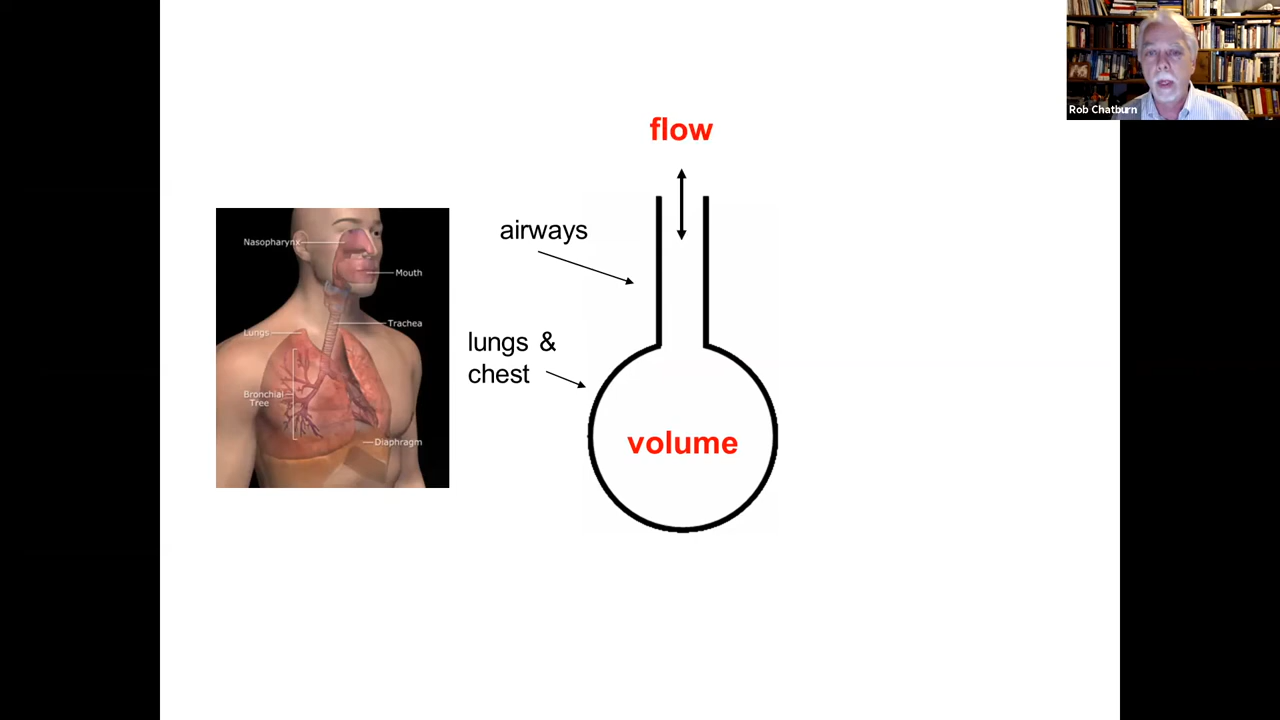 Rob Chatburn
flow
airways
lungs &
chest
volume
Nasopharynx
Mouth
Trachea
Lungs
Bronchial
Tree
Diaphragm